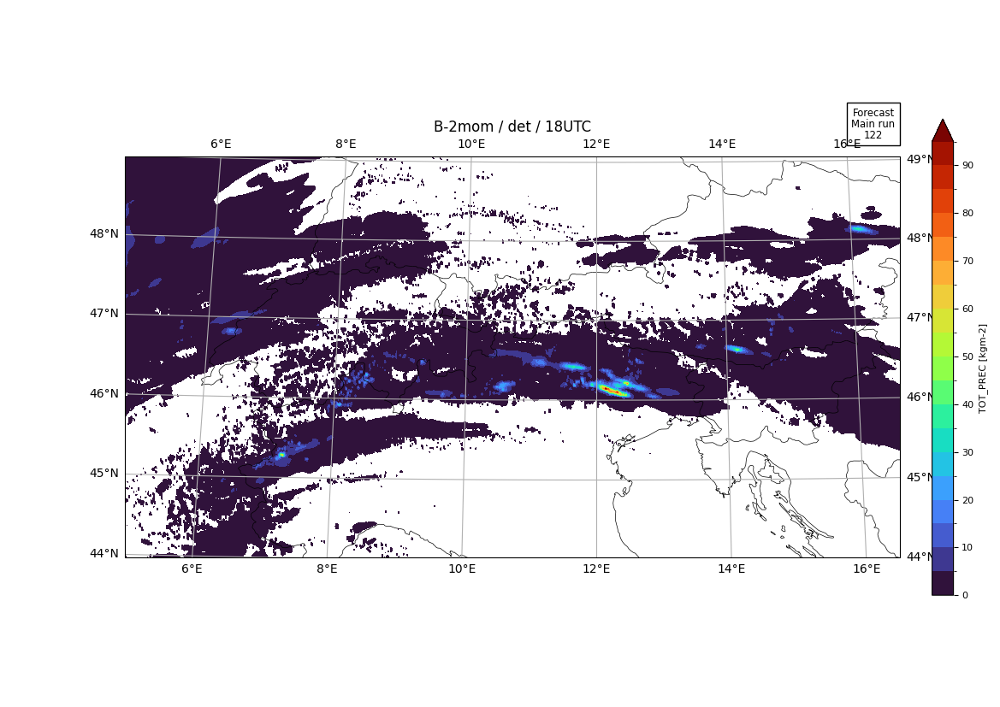 Forecast
Main run
122
B-2mom / det / 18UTC
6°E 8°E 10°E 12°E 14°E 16°E
49°N
48°N 48°N
47°N 47°N
46°N 46°N
45°N 45°N
44°N 44°N
6°E 8°E 10°E 12°E 14°E 16°E
90
80
70
60
50
40
30
20
10
0
TOT_PREC [kgm-2]